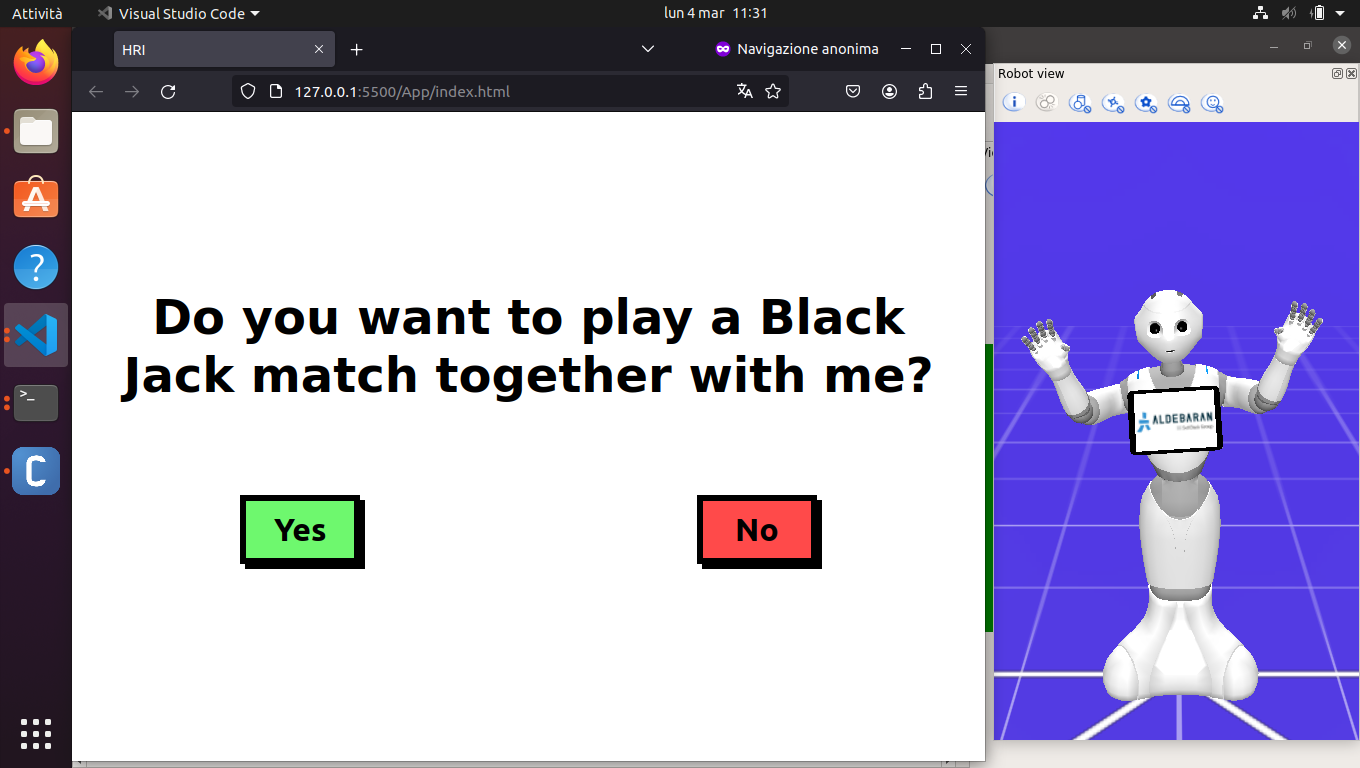 Attività
Visual Studio Code
lun 4 mar 11:31
HRI
Navigazione anonima
127.0.0.1:5500/App/index.html
Robot view
Do you want to play a Black
Jack match together with me?
Yes
No
ALDEBARAN